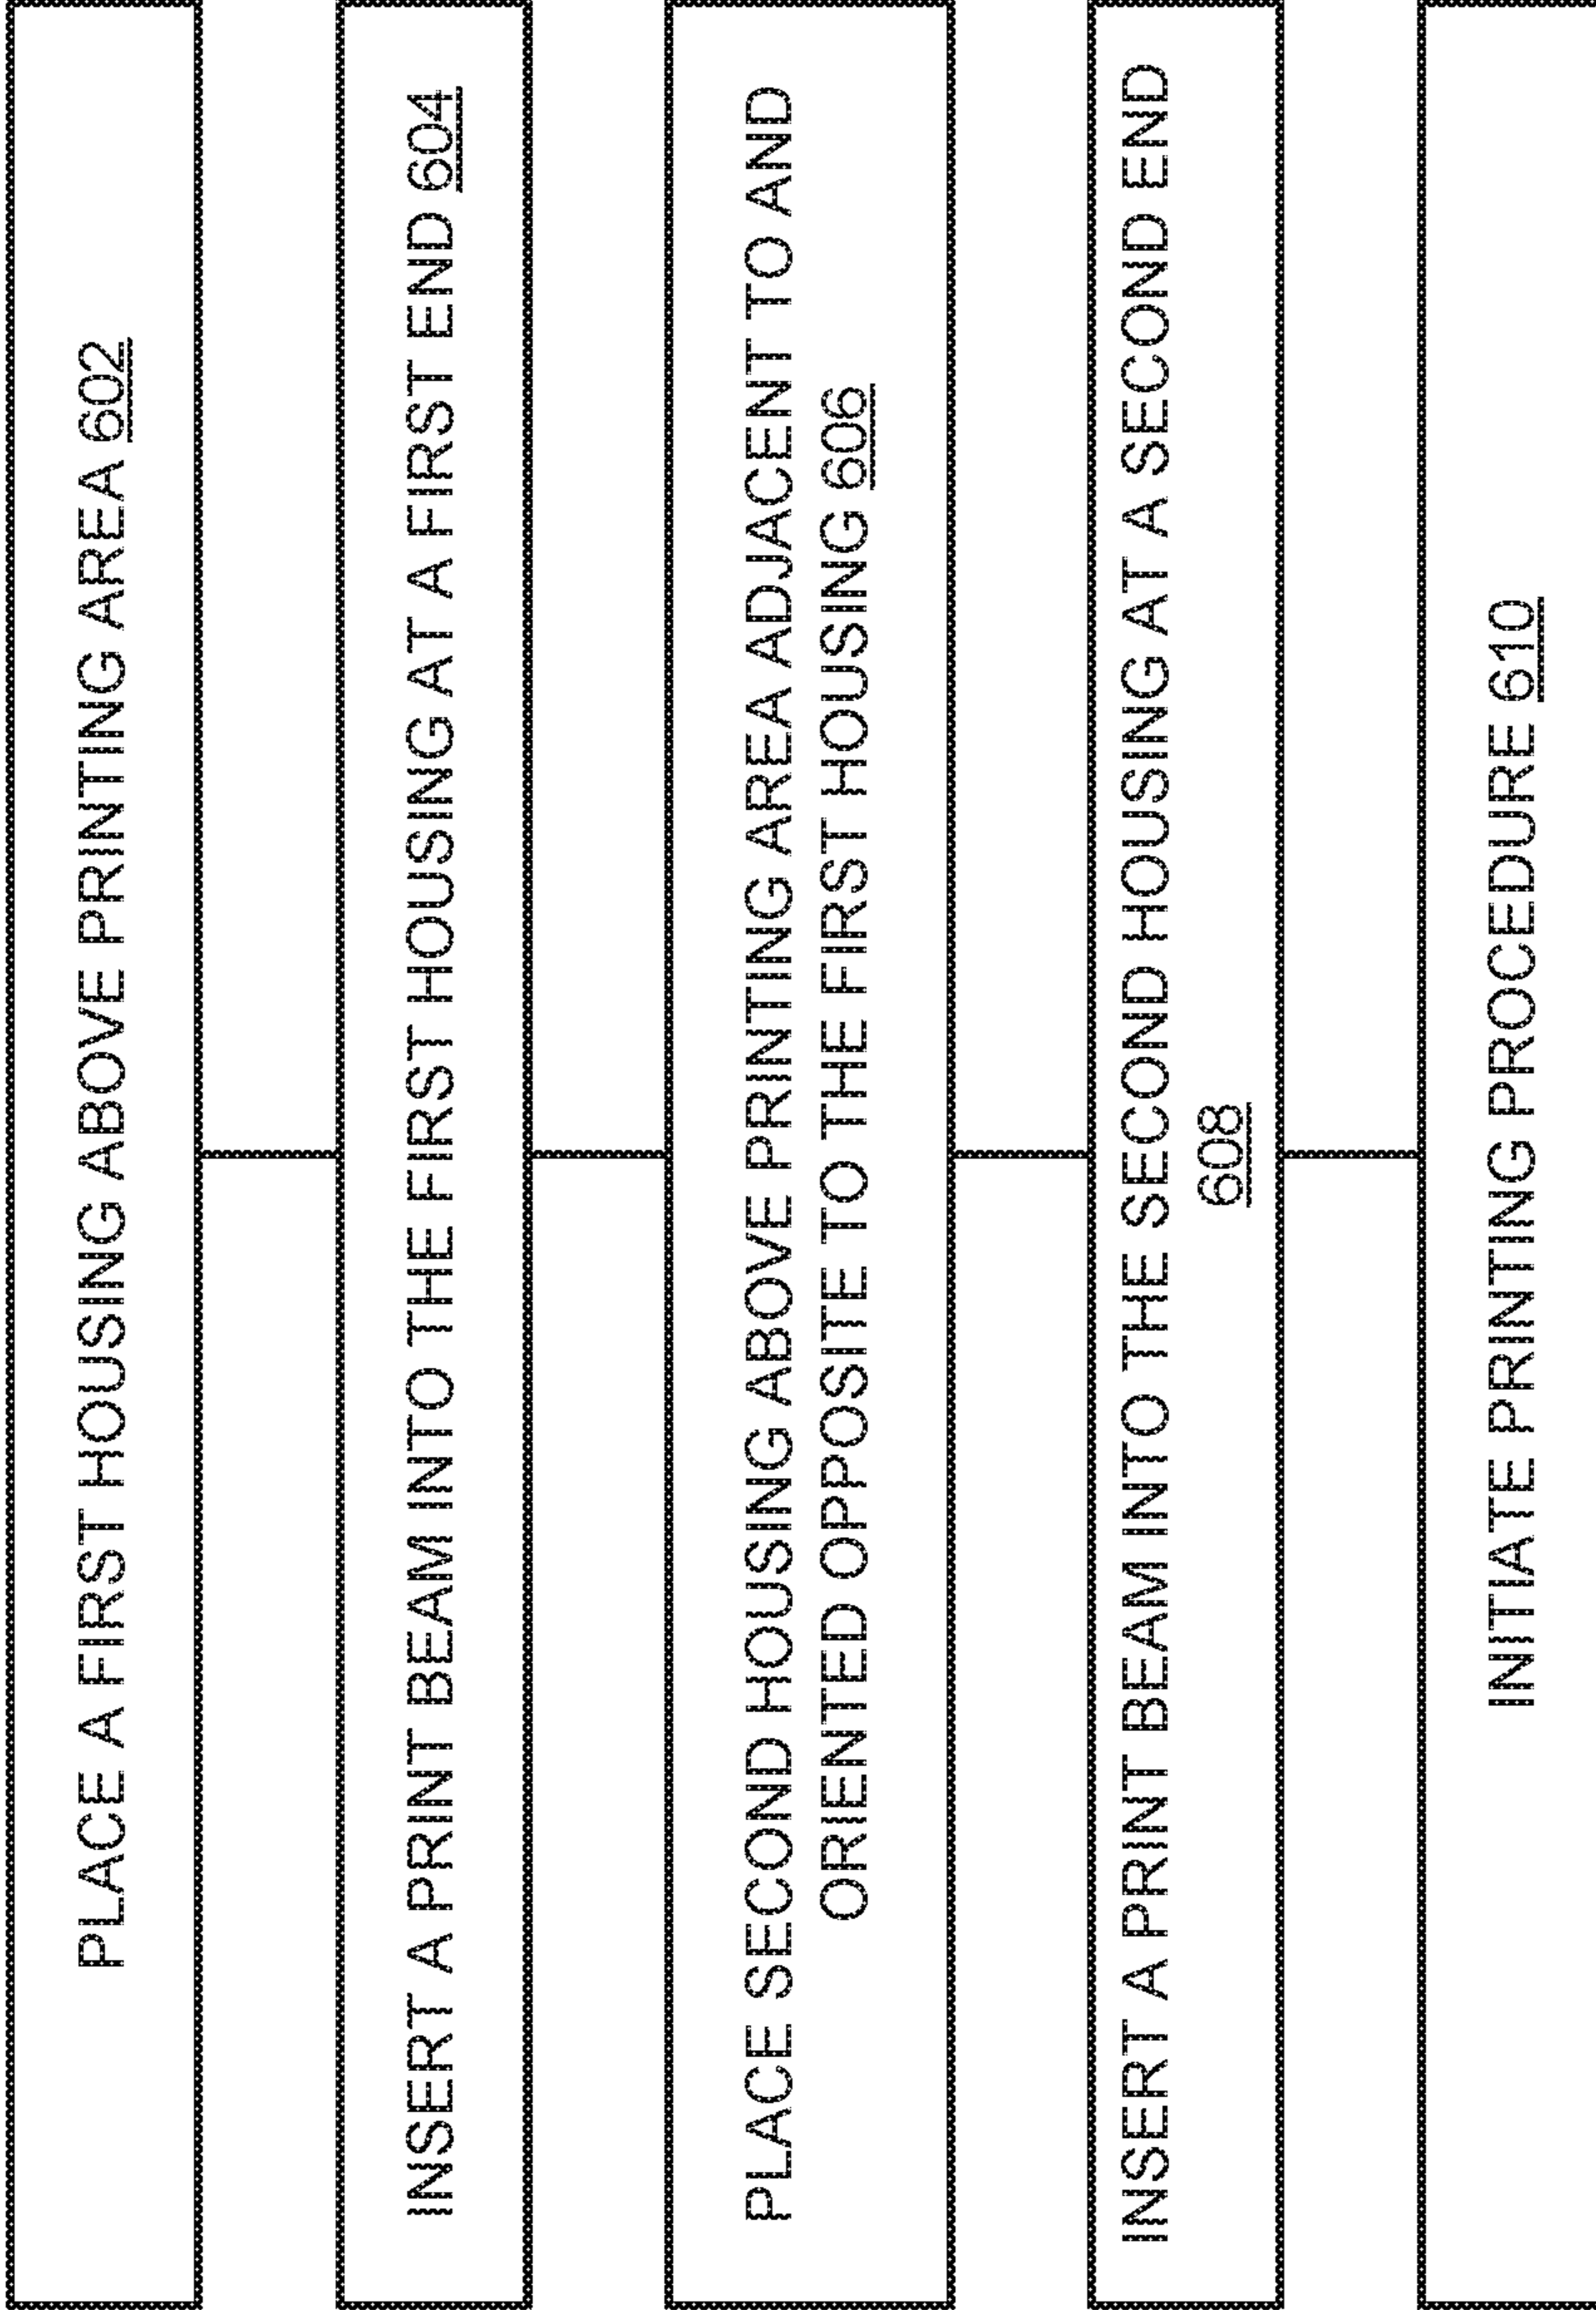 PLACE A FIRST HOUSING ABOVE PRINTING AREA 602
INSERT A PRINT BEAM INTO THE FIRST HOUSING AT A FIRST END 604
PLACE SECOND HOUSING ABOVE PRINTING AREA ADJACENT TO AND
ORIENTED OPPOSITE TO THE FIRST HOUSING 606
INSERT A PRINT BEAM INTO THE SECOND HOUSING AT A SECOND END
608
INITIATE PRINTING PROCEDURE 610